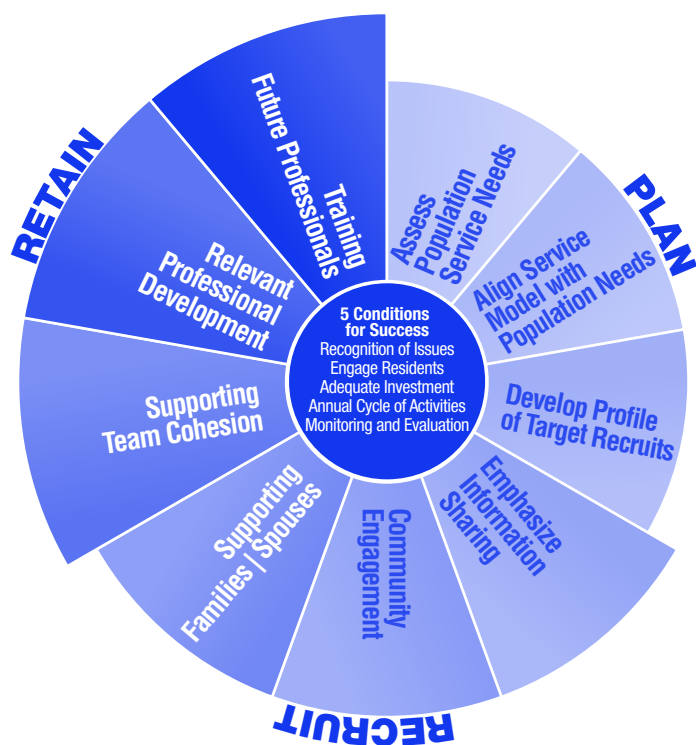 PLAN
Assess
Population
Service Needs
Align Service
Model with
Population Needs
Develop Profile
of Target Recruits
RECRUIT
Emphasize
Information
Sharing
Community
Engagement
Supporting
Families | Spouses
RETAIN
Supporting
Team Cohesion
Relevant
Professional
Development
Training
Future Professionals
5 Conditions
for Success
Recognition of Issues
Engage Residents
Adequate Investment
Annual Cycle of Activities
Monitoring and Evaluation